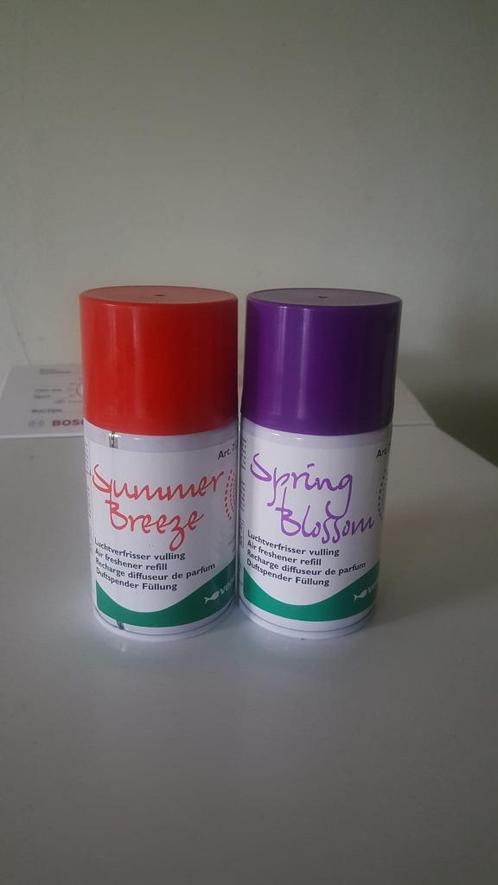 BOSC
Art.
Summer
Breeze
Luchtverfrisser vulling
Air freshener refill
Recharge diffuseur de parfum
Duftspender Füllung
Art.
Spring
Blossom
Luchtverfrisser vulling
Air freshener refill
Recharge diffuseur de parfum
Duftspender Füllung